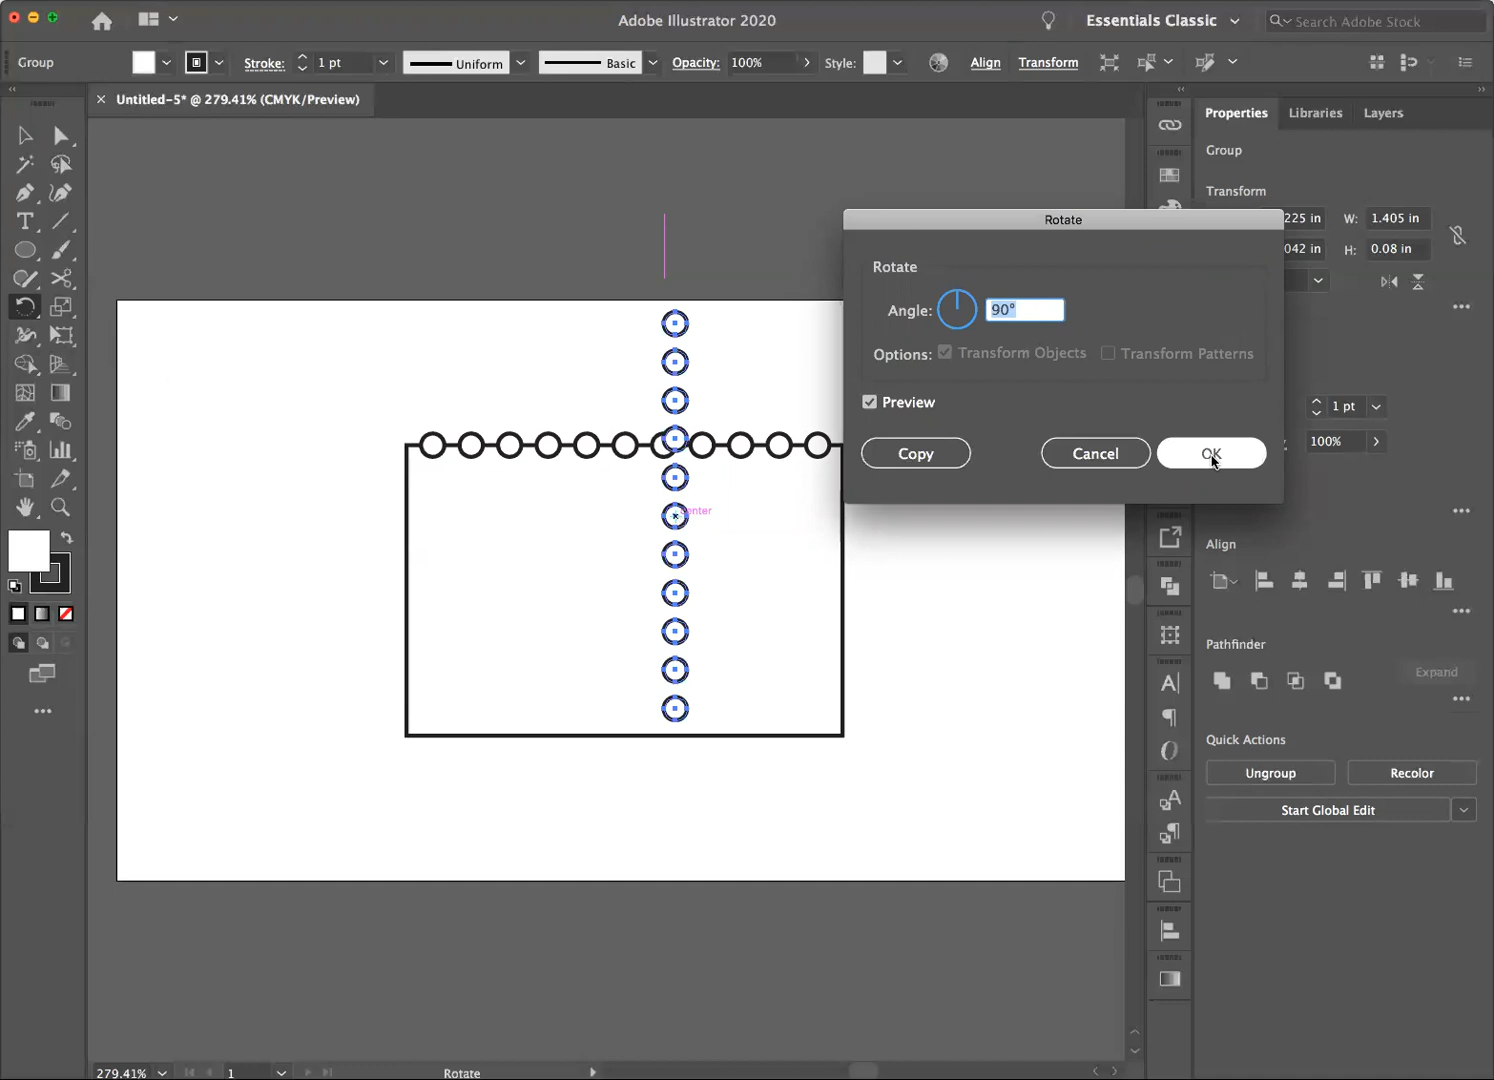 Adobe Illustrator 2020
Essentials Classic
Search Adobe Stock
Group
Stroke:
1 pt
Uniform
Basic
Opacity:
100%
Style:
Align
Transform
Untitled-5* @ 279.41% (CMYK/Preview)
Properties
Libraries
Layers
Group
Transform
225 in
W:
1.405 in
042 in
H:
0.08 in
Rotate
Rotate
Angle:
90°
Options:
Transform Objects
Transform Patterns
Preview
Copy
Cancel
OK
1 pt
100%
enter
Align
Pathfinder
Expand
Quick Actions
Ungroup
Recolor
Start Global Edit
279.41%
1
Rotate